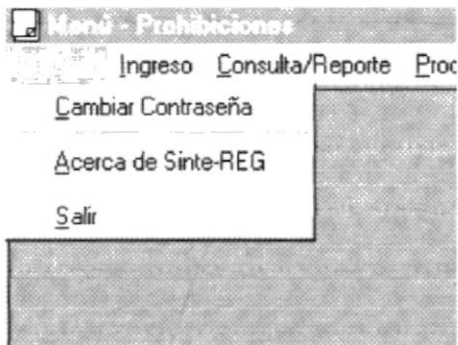 Menú - Prohibiciones
Ingreso Consulta/Reporte Proc
Cambiar Contraseña
Acerca de Sinte-REG
Salir